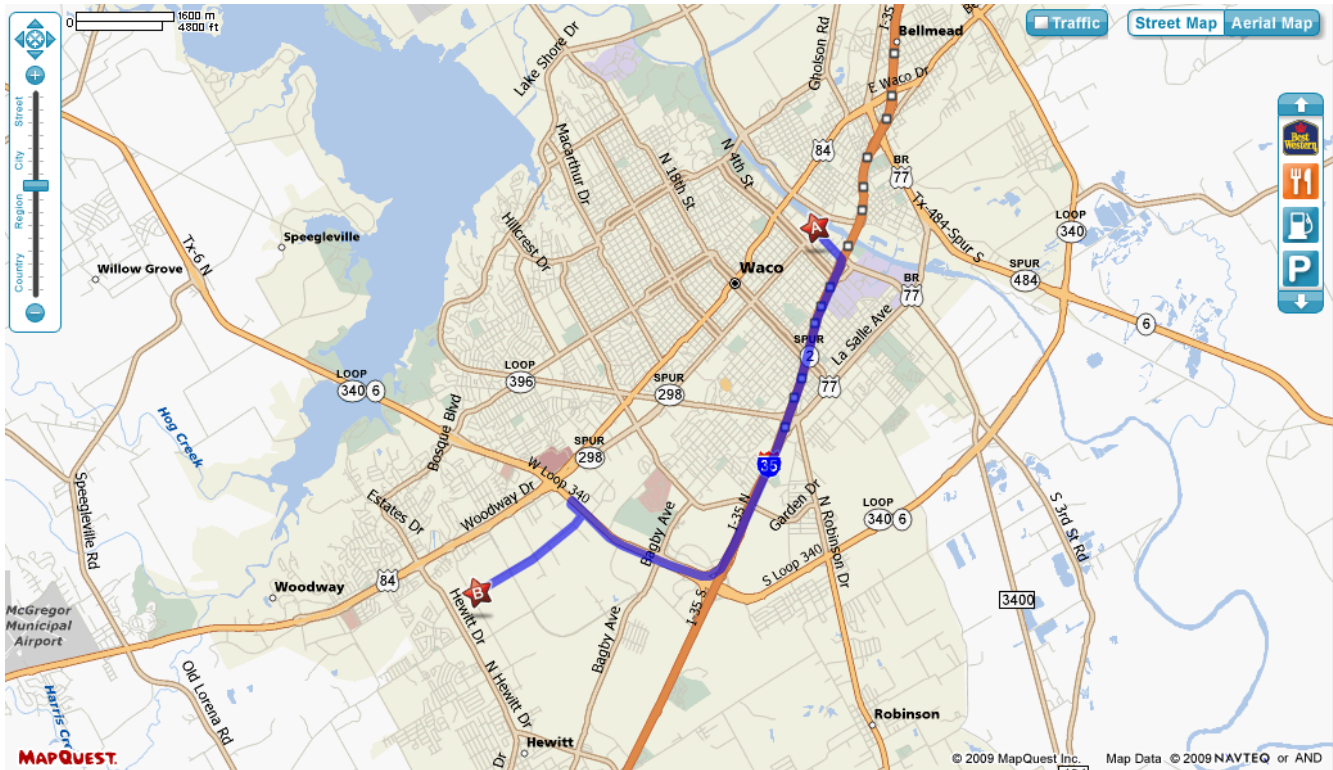 0
1600 m
4800 ft
Street
City
Region
Country
Traffic
Street Map
Aerial Map
Best
Western
P
I-35
Bellmead
Gholson Rd
E Waco Dr
Lake Shore Dr
Macarthur Dr
N 18th St
N 4th St
84
BR
77
Tx-484-Spur S
LOOP
340
A
Speegleville
Willow Grove
Tx-6 N
Hillcrest Dr
Waco
BR
77
SPUR
484
6
La Salle Ave
SPUR
2
77
LOOP
340 6
LOOP
396
SPUR
298
Hog Creek
Bosque Blvd
SPUR
298
W Loop 340
35
Speegleville Rd
Estates Dr
Woodway Dr
Bagby Ave
I-35 N
Garden Dr
N Robinson Dr
LOOP
340 6
S 3rd St Rd
S Loop 340
Woodway
84
B
I-35 S
3400
McGregor
Municipal
Airport
Hewitt Dr
Bagby Ave
N Hewitt Dr
Old Lorena Rd
Robinson
Hewitt
Dr
MAPQUEST.
© 2009 MapQuest Inc. Map Data © 2009 NAVTEQ or AND